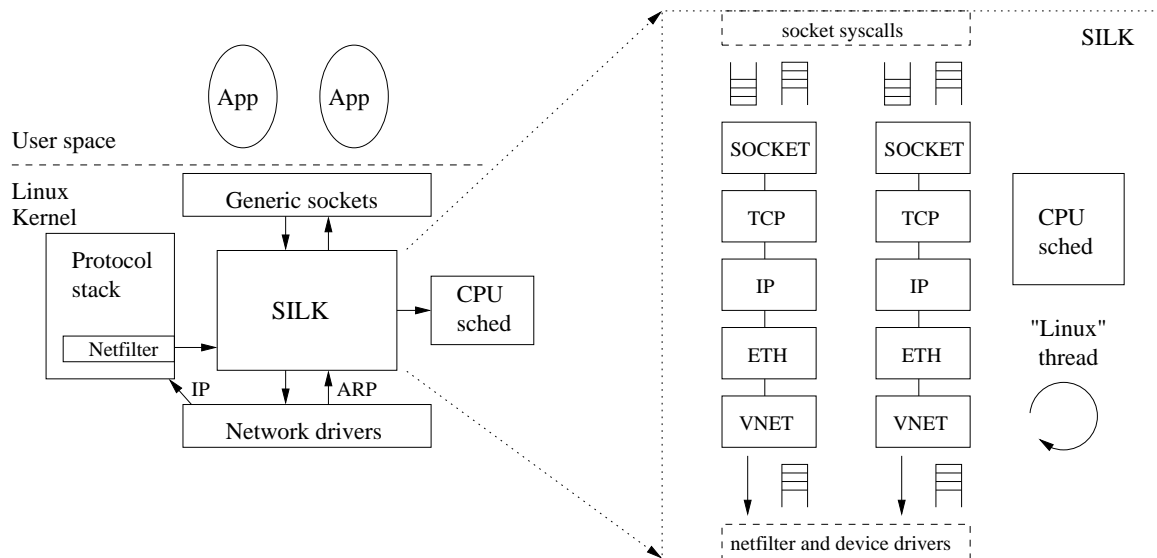 App
App
User space
Linux
Kernel
Generic sockets
Protocol
stack
Netfilter
SILK
CPU
sched
IP
ARP
Network drivers
socket syscalls
SILK
SOCKET
SOCKET
TCP
TCP
IP
IP
ETH
ETH
VNET
VNET
CPU
sched
"Linux"
thread
netfilter and device drivers